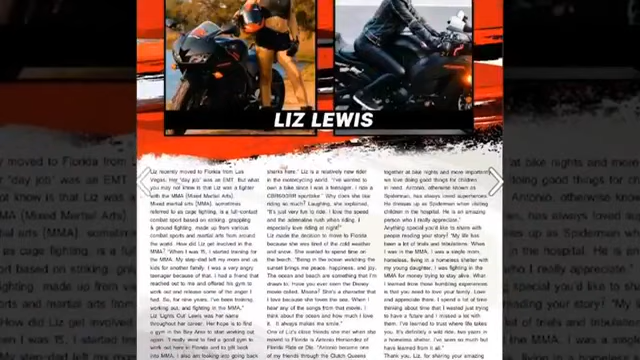 LIZ LEWIS
Liz recently moved to Florida from Las
Vegas. Her "day job" was an EMT. But what
you may not know is that Liz was a fighter
with the MMA (Mixed Martial Arts).
Mixed martial arts (MMA), sometimes
referred to as cage fighting, is a full-contact
combat sport based on striking, grappling
& ground fighting, made up from various
combat sports and martial arts from around
the world. How did Liz get involved in the
MMA? "When I was 15, I started training for
the MMA. My step-dad left my mom and us
kids for another family. I was a very angry
teenager because of that. I had a friend that
reached out to me and offered his gym to
work out and release some of the anger I
had. So, for nine years, I've been training,
working out, and fighting in the MMA."
Liz 'Lights Out' Lewis was her name
throughout her career. Her hope is to find
a gym in the Bay Area to start working out
again. "I really want to find a good gym to
work out here in Florida and to get back
into MMA. I am also looking into going back
sharks here." Liz is a relatively new rider
in the motorcycling world. "I've wanted to
own a bike since I was a teenager. I ride a
Why does she like
riding so much? Laughing, she explained,
"It's just very fun to ride. I love the speed
and the adrenaline rush when riding. I
especially love riding at night!"
Liz made the decision to move to Florida
because she was tired of the cold weather
and snow. She wanted to spend time on
the beach. "Being in the ocean watching the
sunset brings me peace, happiness, and joy.
The ocean and beach are something that I'm
drawn to. Have you ever seen the Disney
movie called, Moana? She's a character that
I love because she loves the sea. When I
hear any of the songs from that movie, I
think about the ocean and how much I love
it. It always makes me smile."
One of Liz's close friends she met when she
moved to Florida is Antonio Hernandez of
Florida Rats or Die. "Antonio became one
of my friends through the Clutch Queens
together at bike nights and more important,
we love doing good things for children
in need. Antonio, otherwise known as
Spiderman, has always loved superheroes.
He dresses up as Spiderman when visiting
children in the hospital. He is an amazing
person who I really appreciate."
Anything special you'd like to share with
people reading your story? "My life has
been a lot of trials and tribulations. When
I was in the MMA, I was a single mom,
homeless, living in a homeless shelter with
my young daughter. I was fighting in the
MMA for money trying to stay alive. What
I learned from those humbling experiences
is that you need to love your family. Love
and appreciate them. I spend a lot of time
thinking about time that I wasted just trying
to have a future and I missed a lot with
them. I've learned to trust where life takes
you. It's definitely a wild ride, two years in
a homeless shelter. I've seen so much but
have learned from it all."
Thank you, Liz, for sharing your amazing